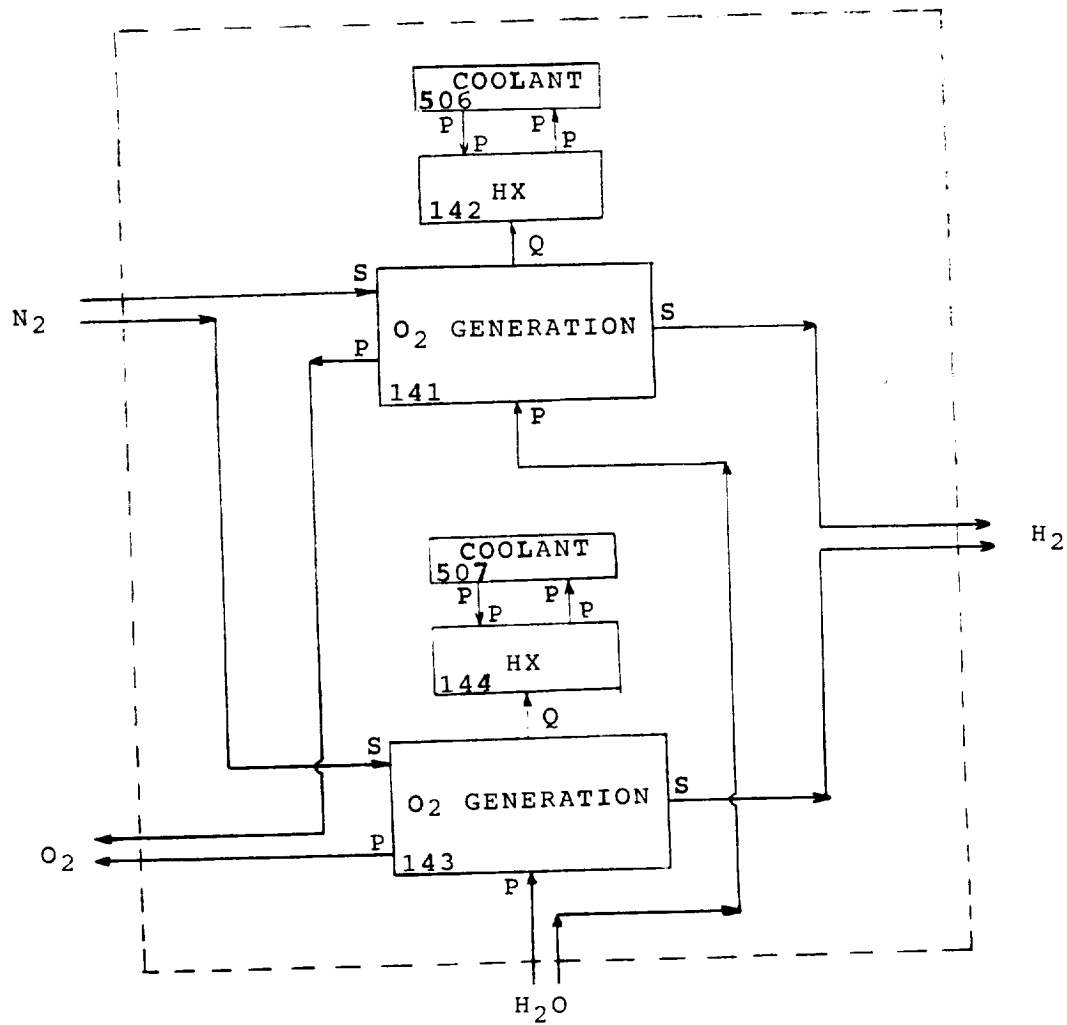 COOLANT
506
P P
P P
HX
142
Q
S
N₂
O₂ GENERATION
S
P
141
P
H₂
COOLANT
507
P P
P P
HX
144
Q
S
O₂ GENERATION
S
P
O₂
143
P
H₂O